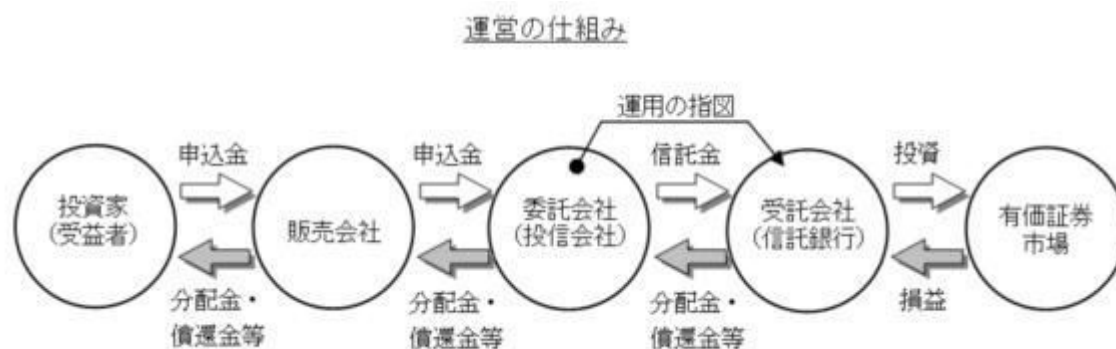 運営の仕組み
運用の指図
申込金
申込金
信託金
投資
投資家
(受益者)
販売会社
委託会社
(投信会社)
受託会社
(信託銀行)
有価証券
市場
分配金・
償還金等
分配金・
償還金等
分配金・
償還金等
損益